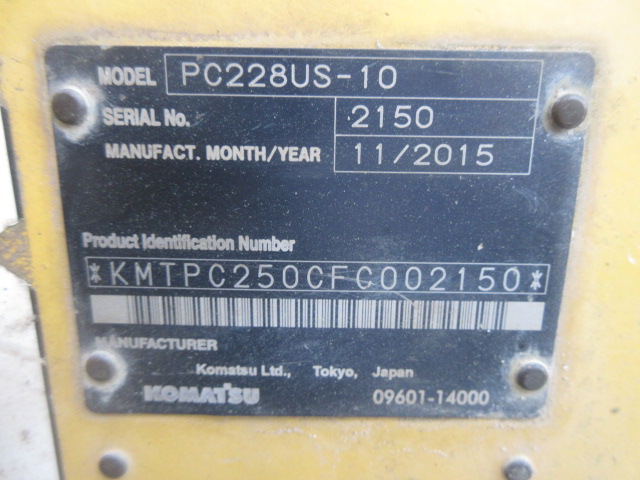 MODEL PC228US-10
SERIAL No. 2150
MANUFACT. MONTH/YEAR 11/2015
Product Identification Number
*KMTPC250CFC002150*
MANUFACTURER
Komatsu Ltd., Tokyo, Japan
KOMATSU 09601-14000